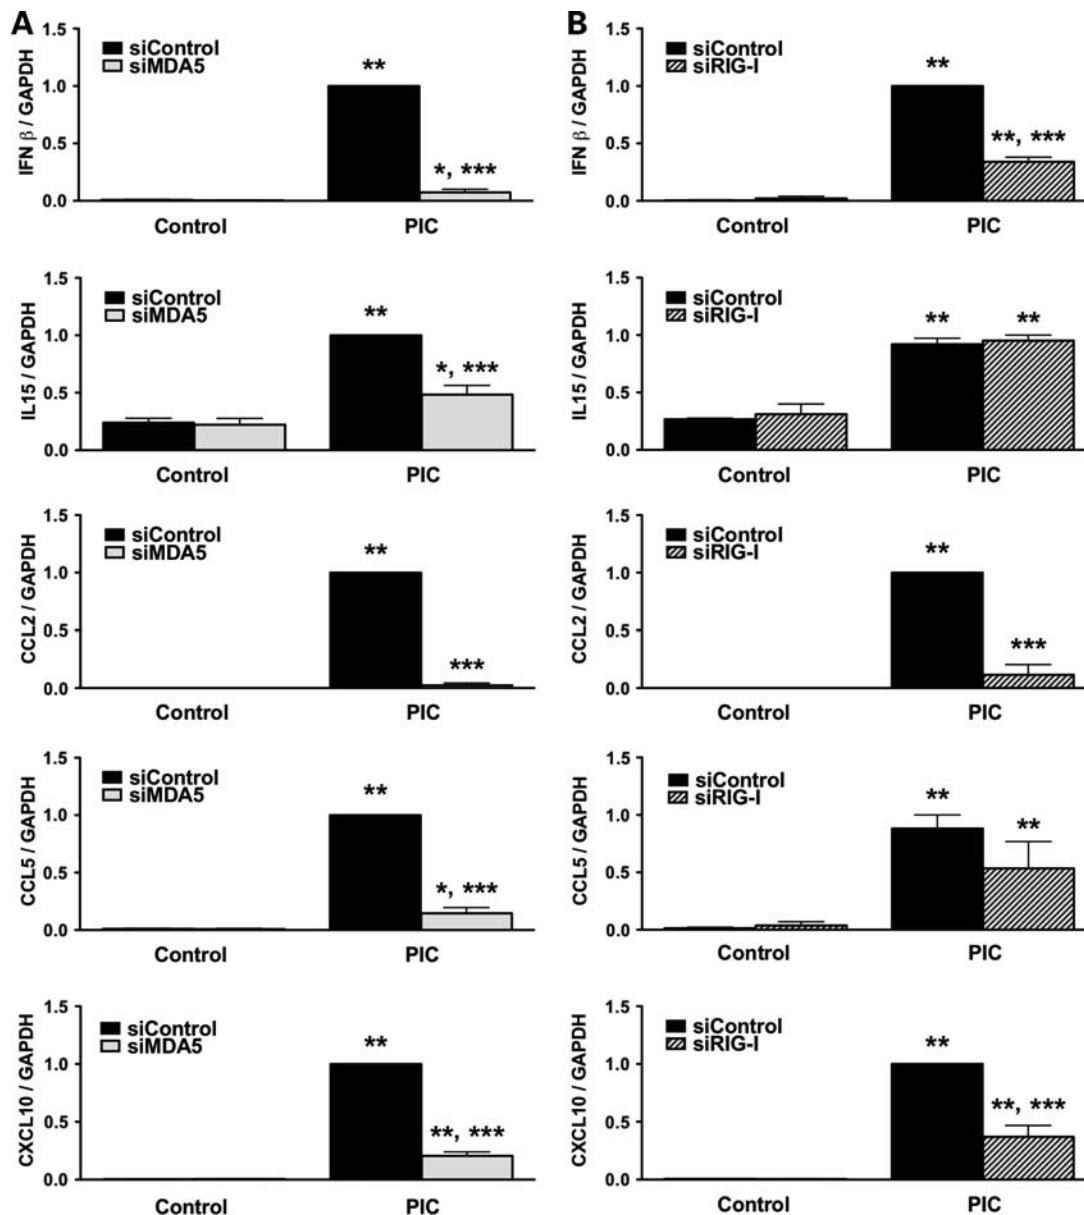 A
IFN β / GAPDH
1.5
1.0
0.5
0.0
siControl
siMDA5
**
*, ***
Control
PIC
IL15 / GAPDH
1.5
1.0
0.5
0.0
siControl
siMDA5
**
*, ***
Control
PIC
CCL2 / GAPDH
1.5
1.0
0.5
0.0
siControl
siMDA5
**
***
Control
PIC
CCL5 / GAPDH
1.5
1.0
0.5
0.0
siControl
siMDA5
**
*, ***
Control
PIC
CXCL10 / GAPDH
1.5
1.0
0.5
0.0
siControl
siMDA5
**
**, ***
Control
PIC
B
IFN β / GAPDH
1.5
1.0
0.5
0.0
siControl
siRIG-I
**
**, ***
Control
PIC
IL15 / GAPDH
1.5
1.0
0.5
0.0
siControl
siRIG-I
**
**
Control
PIC
CCL2 / GAPDH
1.5
1.0
0.5
0.0
siControl
siRIG-I
**
***
Control
PIC
CCL5 / GAPDH
1.5
1.0
0.5
0.0
siControl
siRIG-I
**
**
Control
PIC
CXCL10 / GAPDH
1.5
1.0
0.5
0.0
siControl
siRIG-I
**
**, ***
Control
PIC